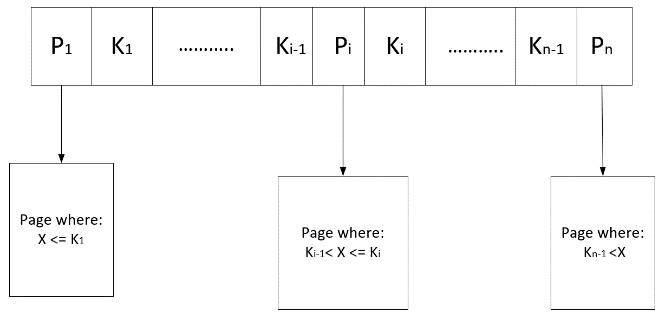 P1 K1 ........... Ki-1 Pi Ki ........... Kn-1 Pn
Page where:
X <= K1
Page where:
Ki-1< X <= Ki
Page where:
Kn-1 <X